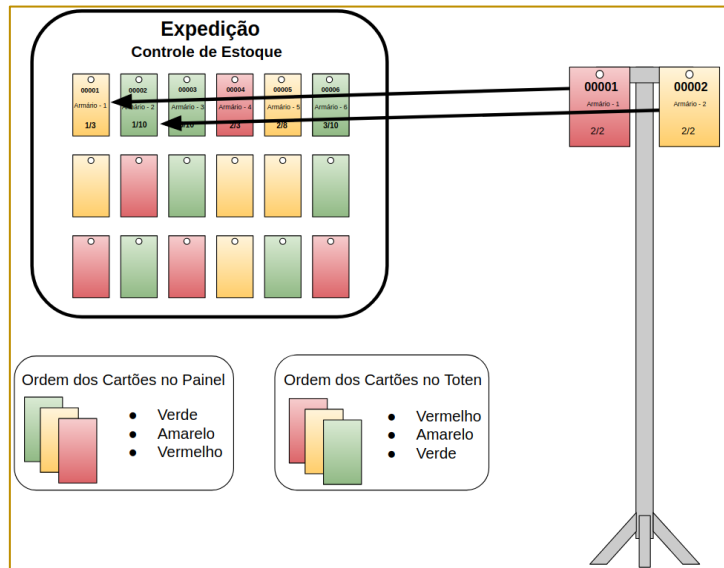 Expedição
Controle de Estoque
00001 00002 00003 00004 00005 00006
Armário - 1 Armário - 2 Armário - 3 Armário - 4 Armário - 5 Armário - 6
1/3 1/10 /10 2/3 2/8 3/10
00001 00002
Armário - 1 Armário - 2
2/2 2/2
Ordem dos Cartões no Painel
● Verde
● Amarelo
● Vermelho
Ordem dos Cartões no Toten
● Vermelho
● Amarelo
● Verde